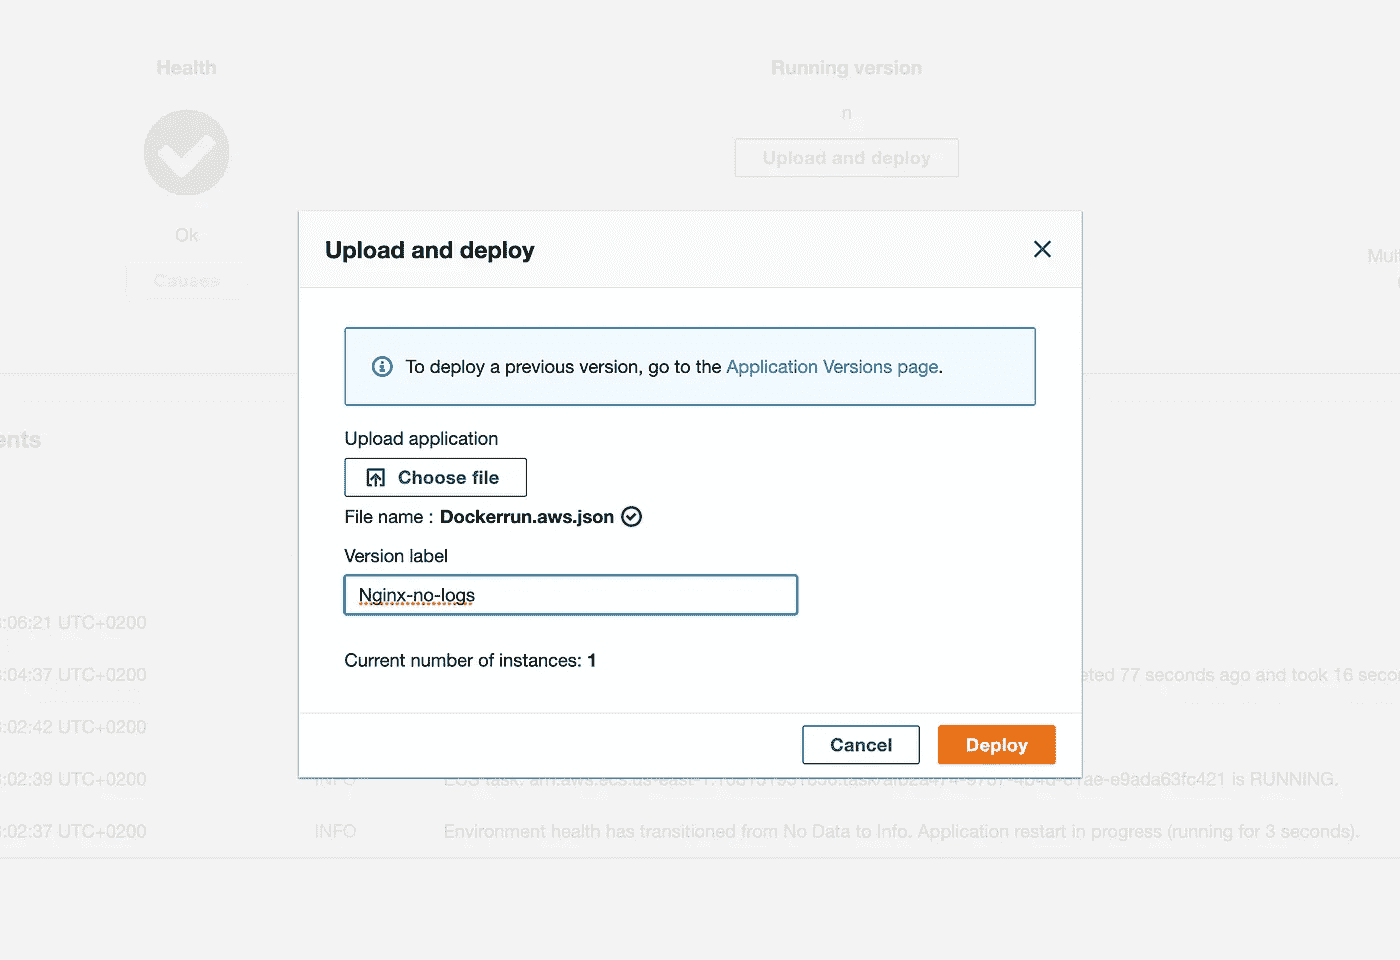 Health
Running version
n
Upload and deploy
Ok
Causes
Mul
Upload and deploy
To deploy a previous version, go to the Application Versions page.
ents
Upload application
Choose file
File name : Dockerrun.aws.json
Version label
Nginx-no-logs
:06:21 UTC+0200
Current number of instances: 1
:04:37 UTC+0200
eted 77 seconds ago and took 16 seco
:02:42 UTC+0200
Cancel
Deploy
:02:39 UTC+0200 INFO ae-e9ada63fc421 is RUNNING.
:02:37 UTC+0200 INFO Environment health has transitioned from No Data to Info. Application restart in progress (running for 3 seconds).